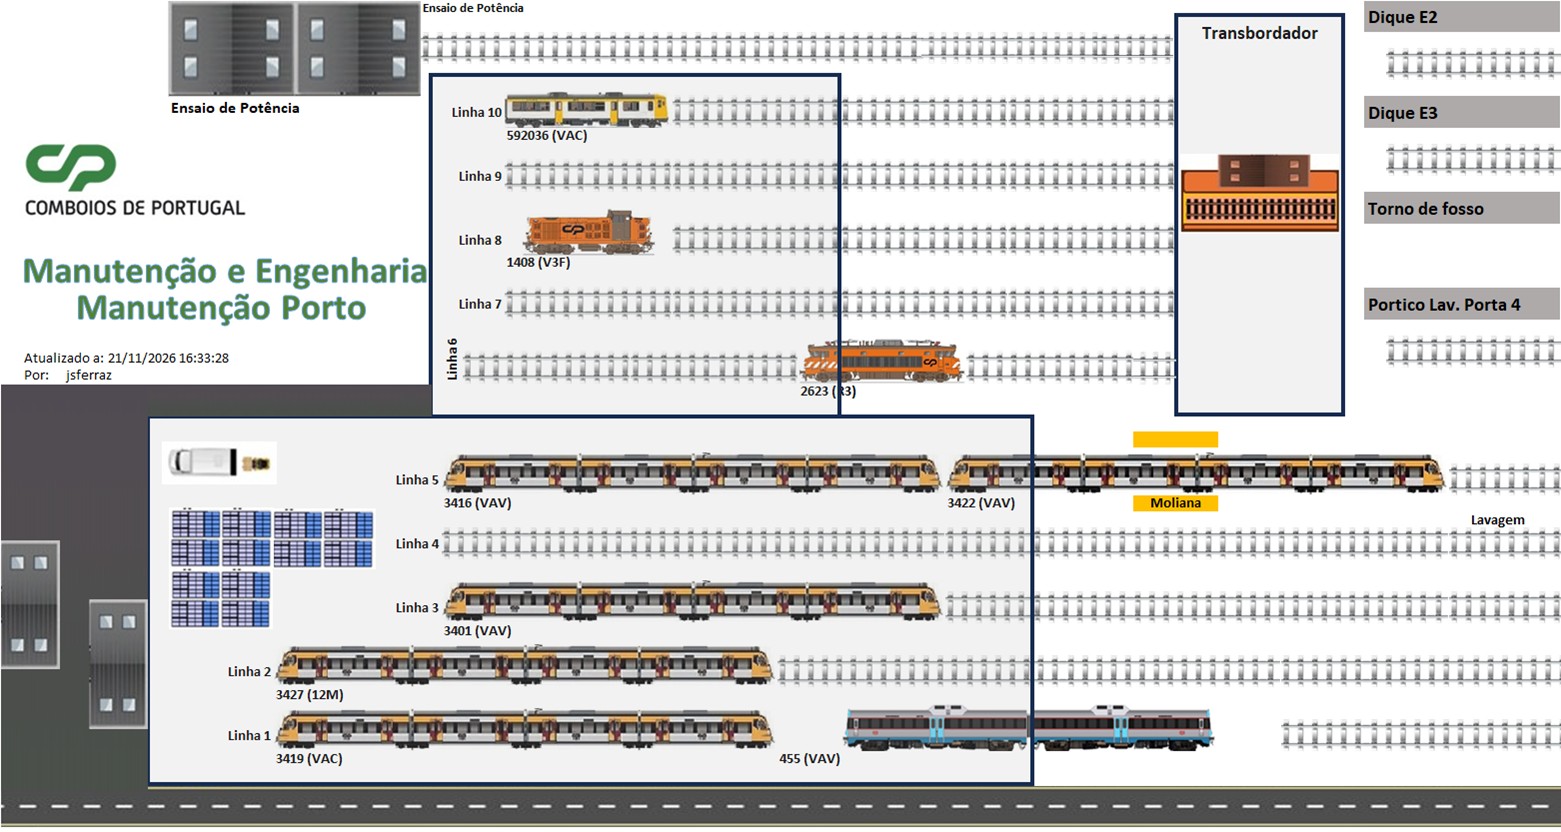 Ensaio de Potência
Dique E2
Transbordador
Ensaio de Potência
Linha 10
592036 (VAC)
Dique E3
CP
COMBOIOS DE PORTUGAL
Linha 9
Torno de fosso
Linha 8
1408 (V3F)
Manutenção e Engenharia
Manutenção Porto
Linha 7
Portico Lav. Porta 4
Atualizado a: 21/11/2026 16:33:28
Por: jsferraz
Linha 6
2623 (R3)
Linha 5
3416 (VAV)
3422 (VAV)
Moliana
Lavagem
Linha 4
Linha 3
3401 (VAV)
Linha 2
3427 (12M)
Linha 1
3419 (VAC)
455 (VAV)